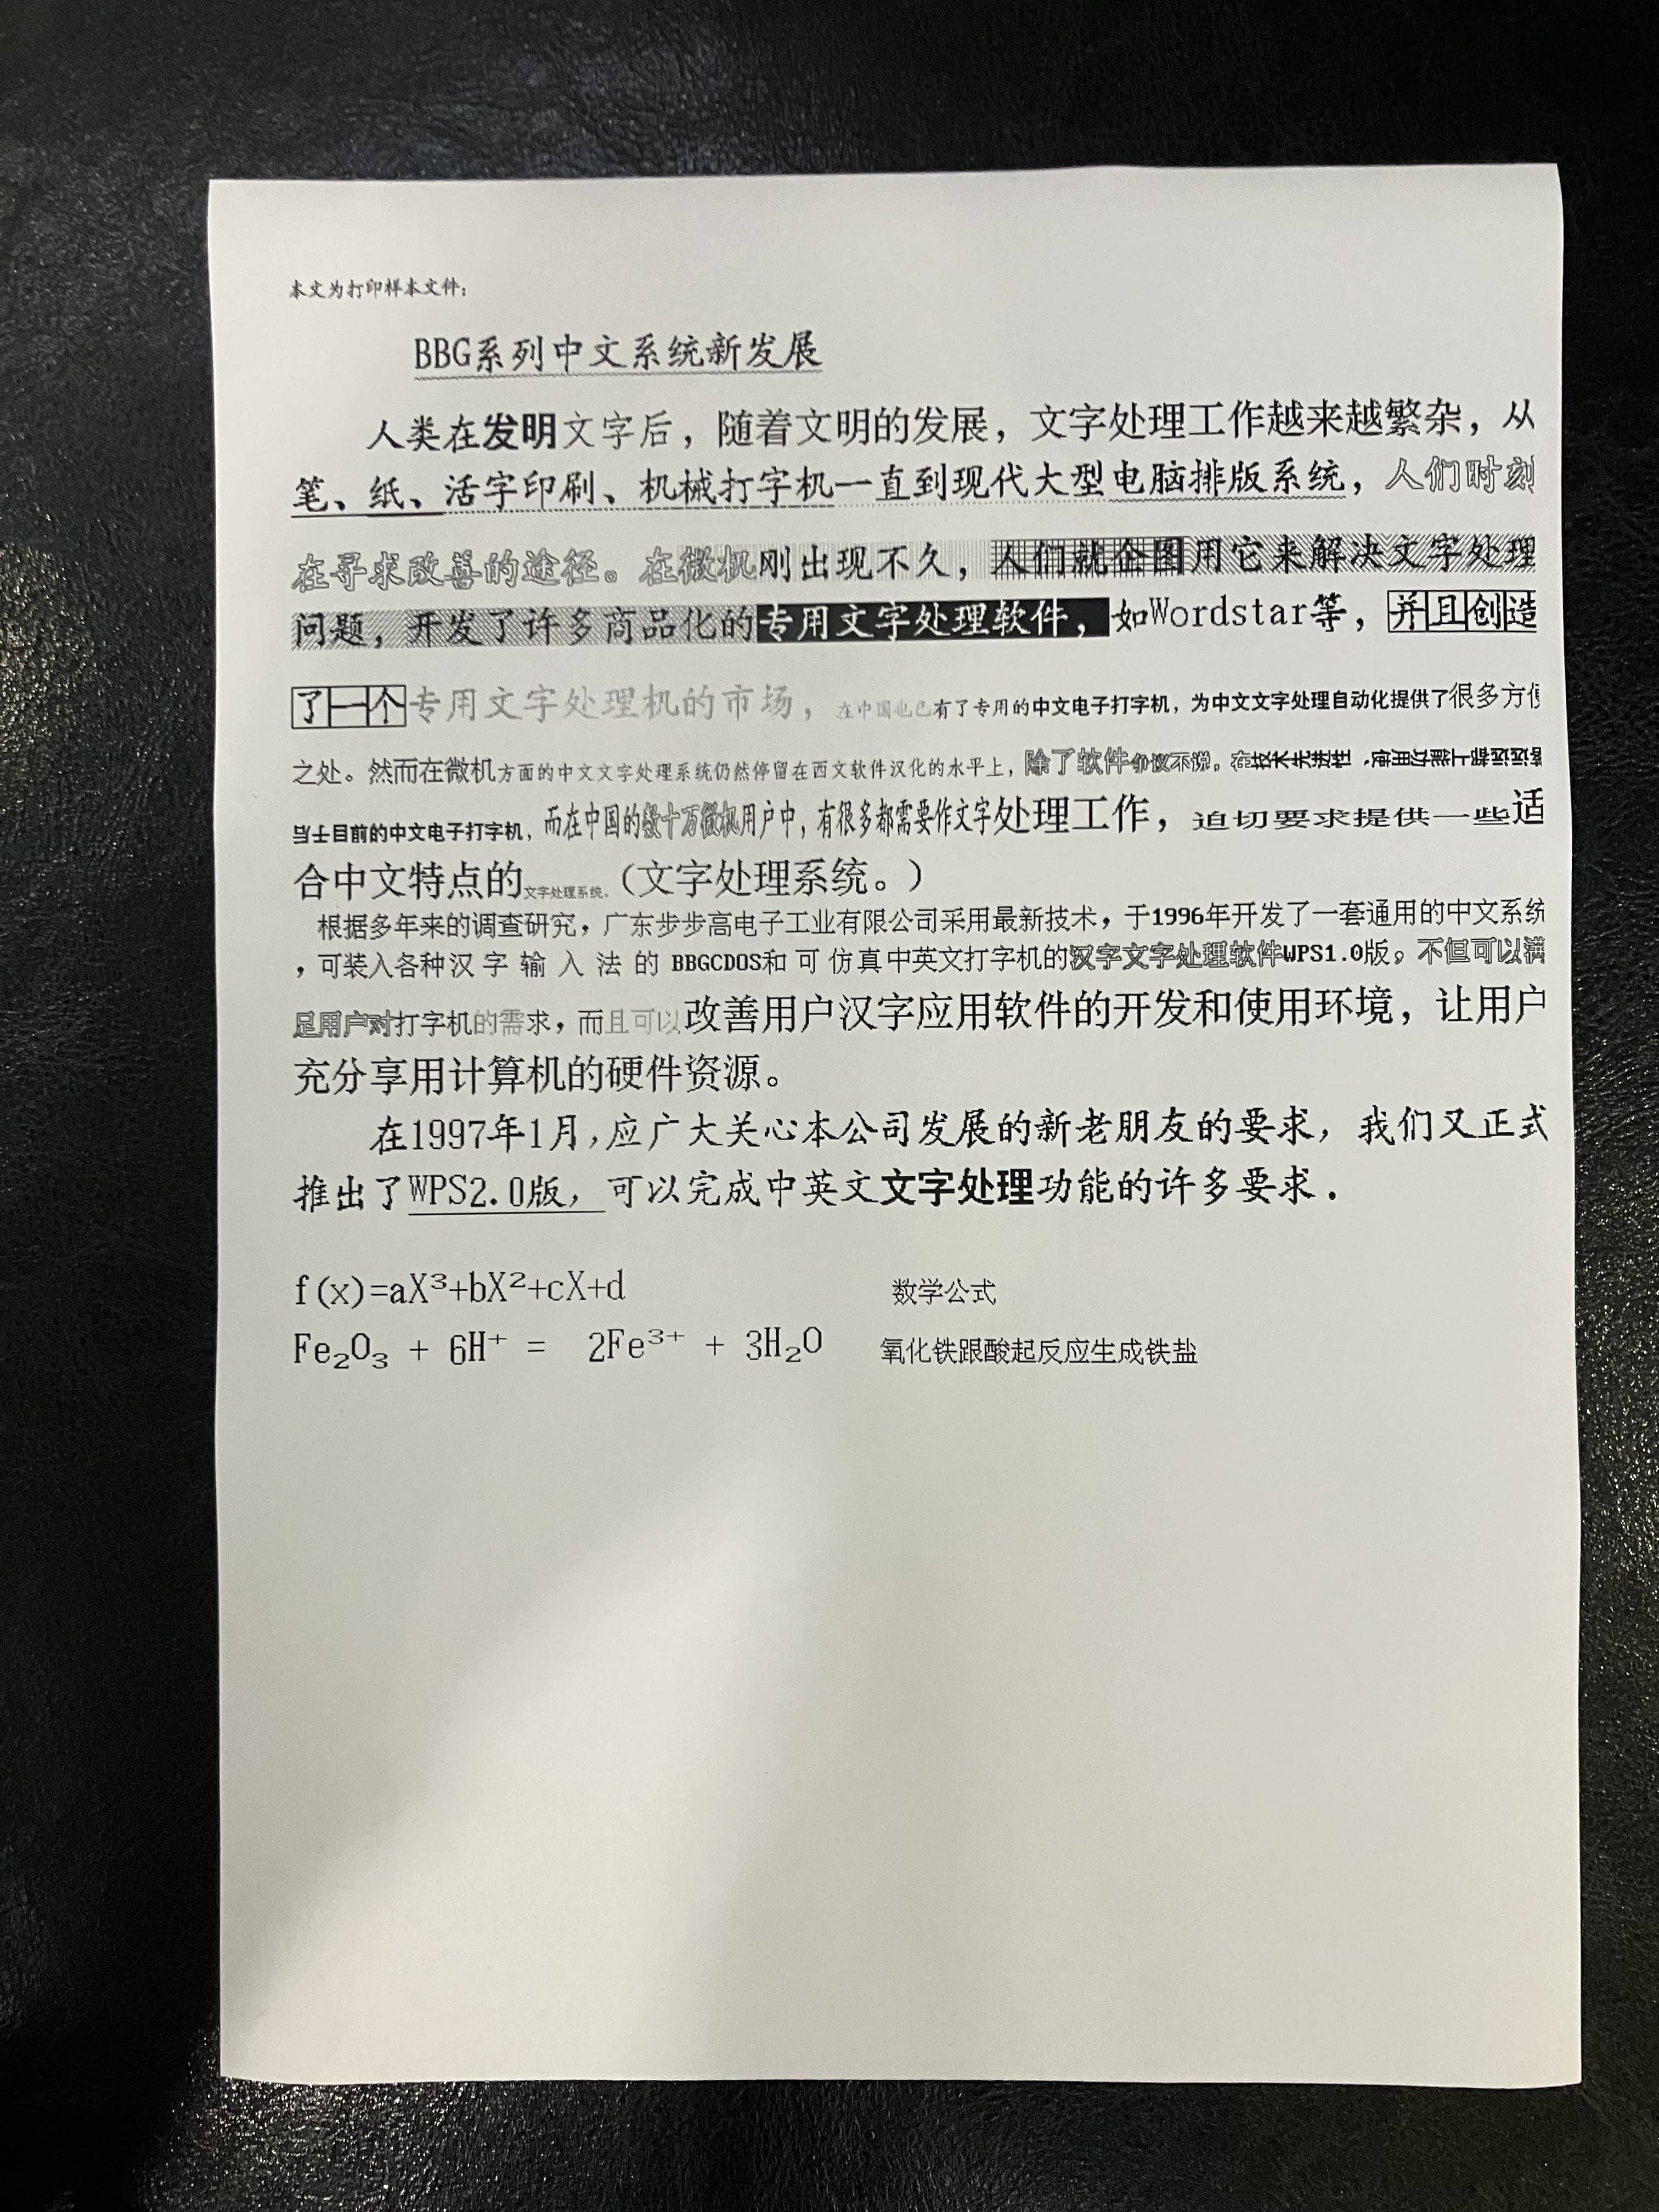 本文为打印样本文件：
BBG系列中文系统新发展
人类在发明文字后，随着文明的发展，文字处理工作越来越繁杂，从
笔、纸、活字印刷、机械打字机一直到现代大型电脑排版系统，人们时刻
在寻求改善的途径。在微机刚出现不久，人们就企图用它来解决文字处理
问题，开发了许多商品化的专用文字处理软件，如Wordstar等，并且创造
了一个专用文字处理机的市场，在中国也已有了专用的中文电子打字机，为中文文字处理自动化提供了很多方便
之处。然而在微机方面的中文文字处理系统仍然停留在西文软件汉化的水平上，除了软件争议不说，在技术先进性、
当士目前的中文电子打字机，而在中国的数十万微机用户中，有很多都需要作文字处理工作，迫切要求提供一些适
合中文特点的文字处理系统。（文字处理系统。）
根据多年来的调查研究，广东步步高电子工业有限公司采用最新技术，于1996年开发了一套通用的中文系统
，可装入各种汉字输入法的BBGCDOS和可仿真中英文打字机的汉字文字处理软件WPS1.0版。不但可以满
足用户对打字机的需求，而且可以改善用户汉字应用软件的开发和使用环境，让用户
充分享用计算机的硬件资源。
在1997年1月,应广大关心本公司发展的新老朋友的要求，我们又正式
推出了WPS2.0版，可以完成中英文文字处理功能的许多要求．
f(x)=aX³+bX²+cX+d 数学公式
Fe₂O₃ + 6H⁺ = 2Fe³⁺ + 3H₂O 氧化铁跟酸起反应生成铁盐